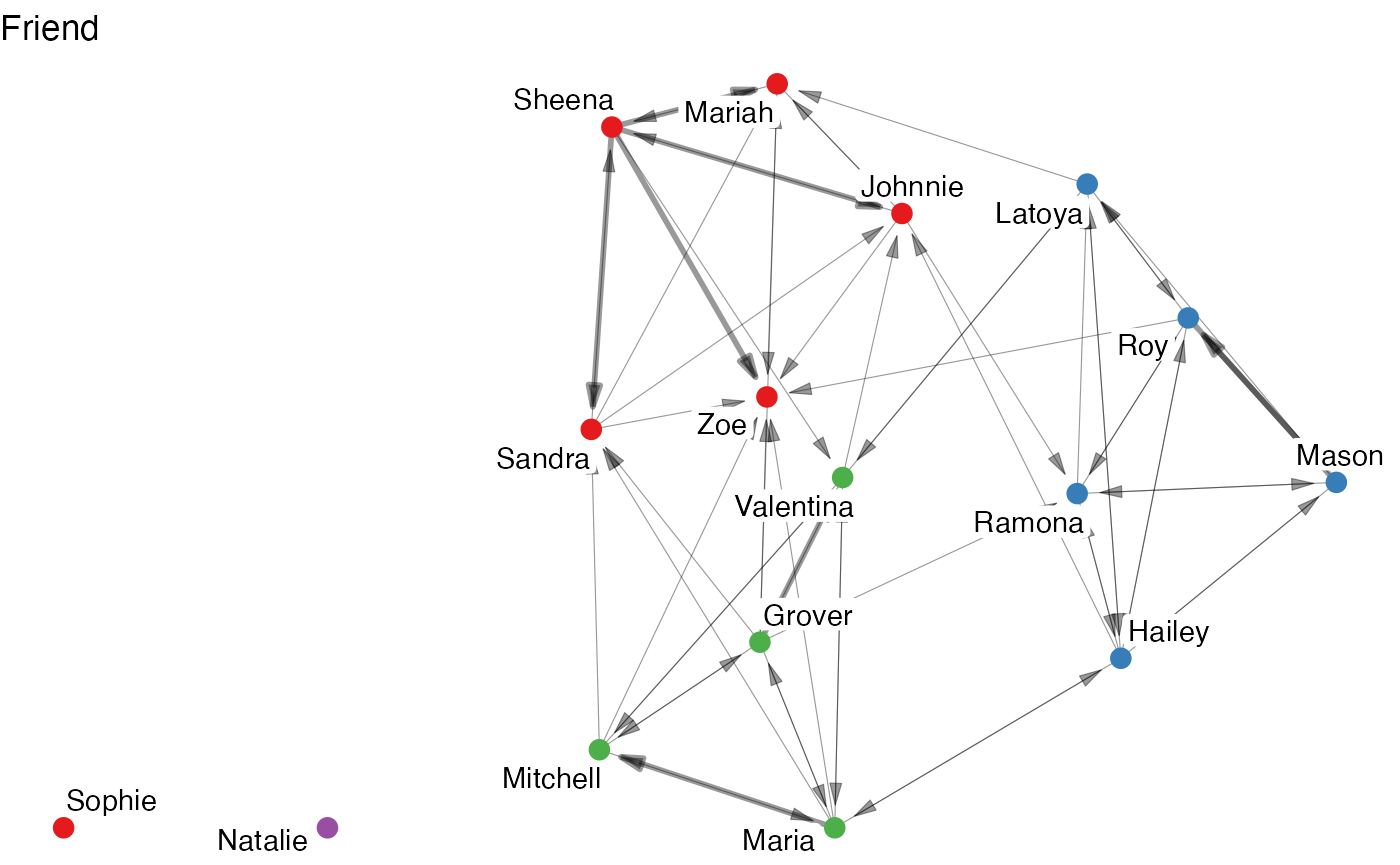 Friend
Sheena
Mariah
Johnnie
Latoya
Roy
Zoe
Sandra
Mason
Valentina
Ramona
Grover
Hailey
Mitchell
Sophie
Natalie
Maria